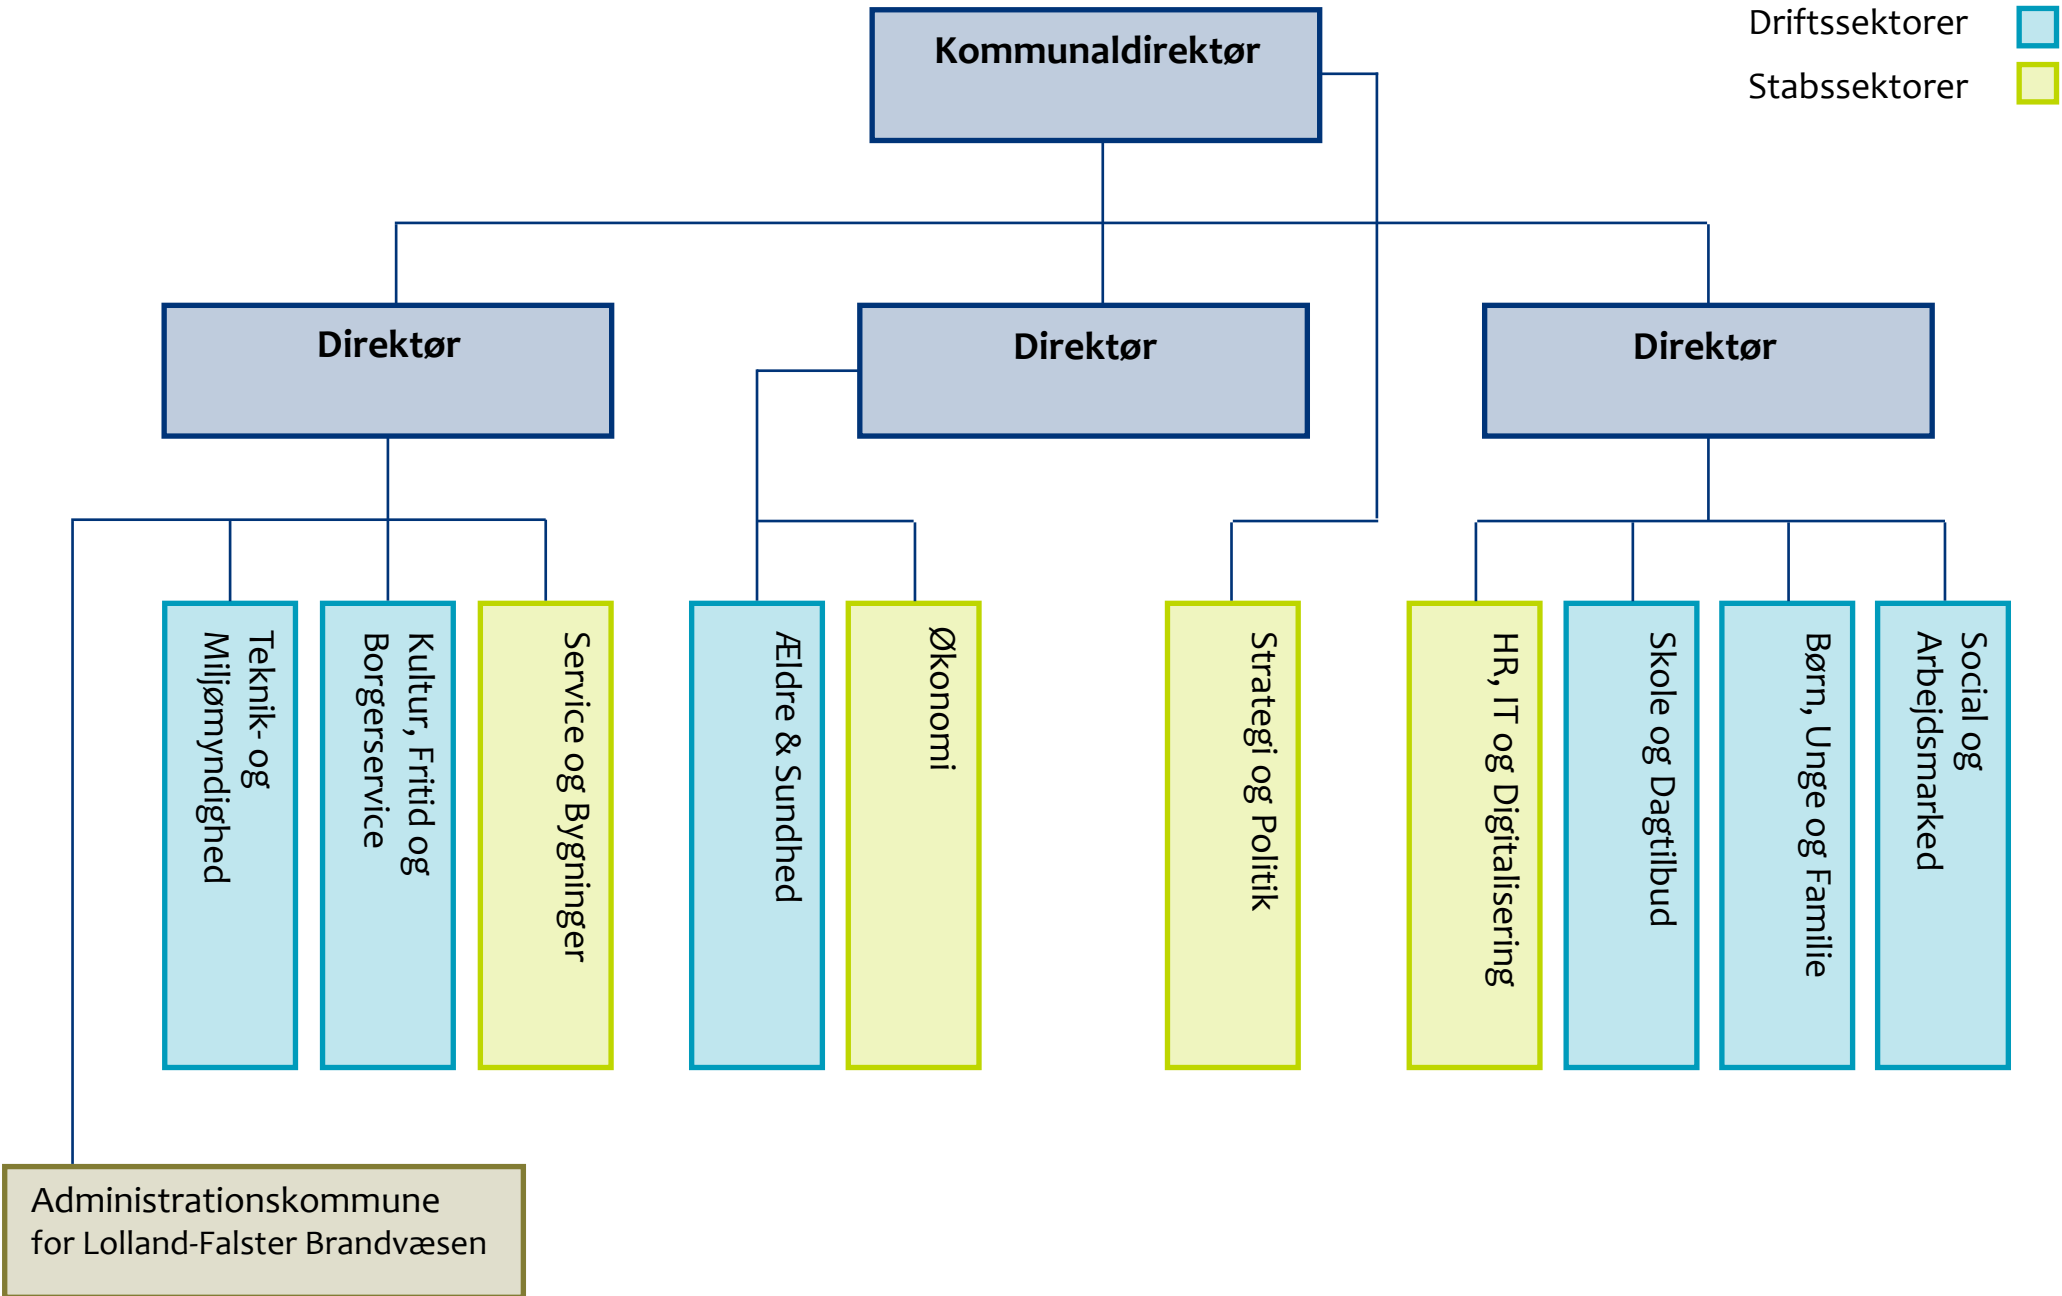 Kommunaldirektør
Driftssektorer
Stabssektorer
Direktør
Direktør
Direktør
Teknik- og
Miljømyndighed
Kultur, Fritid og
Borgerservice
Service og Bygninger
Ældre & Sundhed
Økonomi
Strategi og Politik
HR, IT og Digitalisering
Skole og Dagtilbud
Børn, Unge og Familie
Social og
Arbejdsmarked
Administrationskommune
for Lolland-Falster Brandvæsen